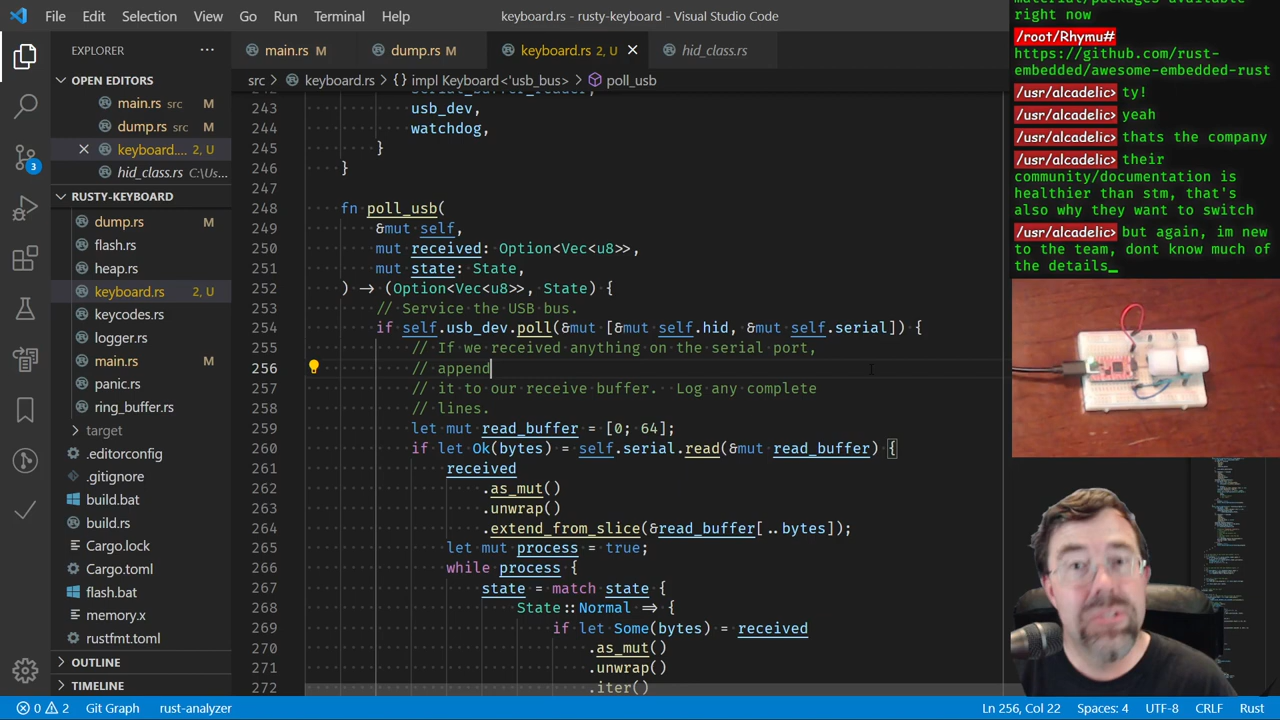 File Edit Selection View Go Run Terminal Help
keyboard.rs - rusty-keyboard - Visual Studio Code
EXPLORER
OPEN EDITORS
main.rs src M
dump.rs src M
keyboard.... 2, U
hid_class.rs C:\Us...
RUSTY-KEYBOARD
dump.rs M
flash.rs
heap.rs
keyboard.rs 2, U
keycodes.rs
logger.rs
main.rs M
panic.rs
ring_buffer.rs
target
.editorconfig
.gitignore
build.bat
build.rs
Cargo.lock
Cargo.toml
flash.bat
memory.x
rustfmt.toml
OUTLINE
TIMELINE
3
main.rs M
dump.rs M
keyboard.rs 2, U
hid_class.rs
src > keyboard.rs > {} impl Keyboard<'usb_bus> > poll_usb
242 serial_buffer_reader,
243 usb_dev,
244 watchdog,
245 }
246 }
247
248 fn poll_usb(
249 &mut self,
250 mut received: Option<Vec<u8>>,
251 mut state: State,
252 ) -> (Option<Vec<u8>>, State) {
253 // Service the USB bus.
254 if self.usb_dev.poll(&mut [&mut self.hid, &mut self.serial]) {
255 // If we received anything on the serial port,
256 // append
257 // it to our receive buffer.  Log any complete
258 // lines.
259 let mut read_buffer = [0; 64];
260 if let Ok(bytes) = self.serial.read(&mut read_buffer) {
261 received
262 .as_mut()
263 .unwrap()
264 .extend_from_slice(&read_buffer[..bytes]);
265 let mut process = true;
266 while process {
267 state = match state {
268 State::Normal => {
269 if let Some(bytes) = received
270 .as_mut()
271 .unwrap()
272 .iter()
material/packages available
right now
/root/Rhymu#
https://github.com/rust-
embedded/awesome-embedded-rust
/usr/alcadelic> ty!
/usr/alcadelic> yeah
/usr/alcadelic> thats the company
/usr/alcadelic> their
community/documentation is
healthier than stm, that's
also why they want to switch
/usr/alcadelic> but again, im new
to the team, dont know much of
the details_
0 2 Git Graph rust-analyzer
Ln 256, Col 22 Spaces: 4 UTF-8 CRLF Rust